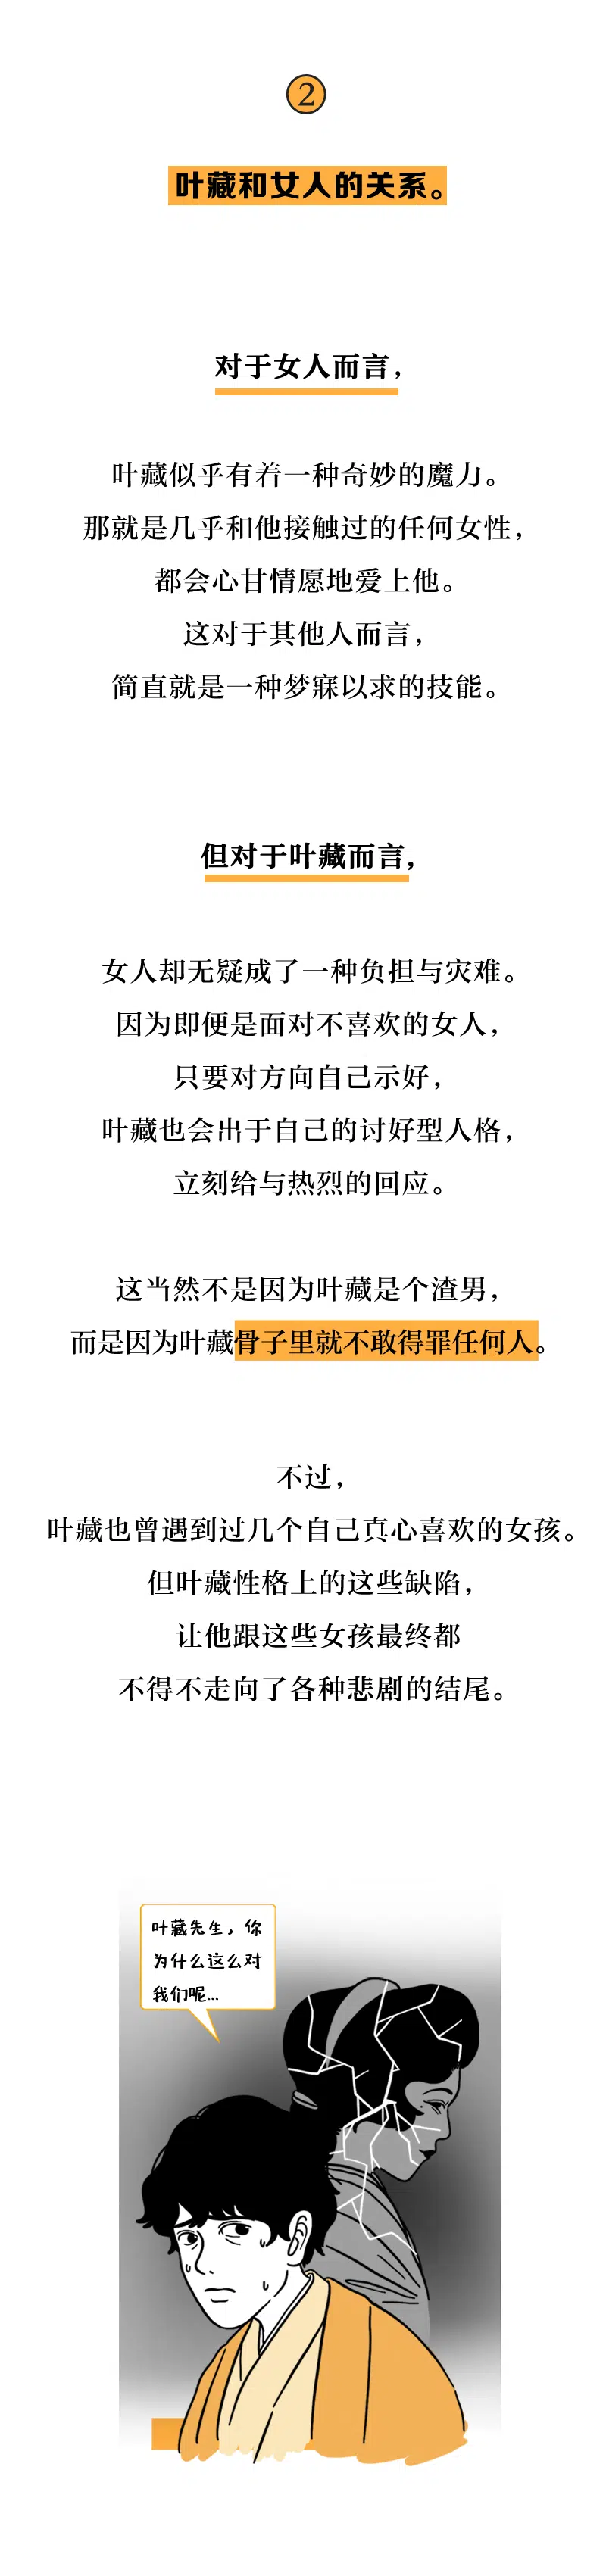 2
叶藏和女人的关系。
对于女人而言，
叶藏似乎有着一种奇妙的魔力。
那就是几乎和他接触过的任何女性，
都会心甘情愿地爱上他。
这对于其他人而言，
简直就是一种梦寐以求的技能。
但对于叶藏而言，
女人却无疑成了一种负担与灾难。
因为即便是面对不喜欢的女人，
只要对方向自己示好，
叶藏也会出于自己的讨好型人格，
立刻给与热烈的回应。
这当然不是因为叶藏是个渣男，
而是因为叶藏骨子里就不敢得罪任何人。
不过，
叶藏也曾遇到过几个自己真心喜欢的女孩。
但叶藏性格上的这些缺陷，
让他跟这些女孩最终都
不得不走向了各种悲剧的结尾。
叶藏先生，你
为什么这么对
我们呢...